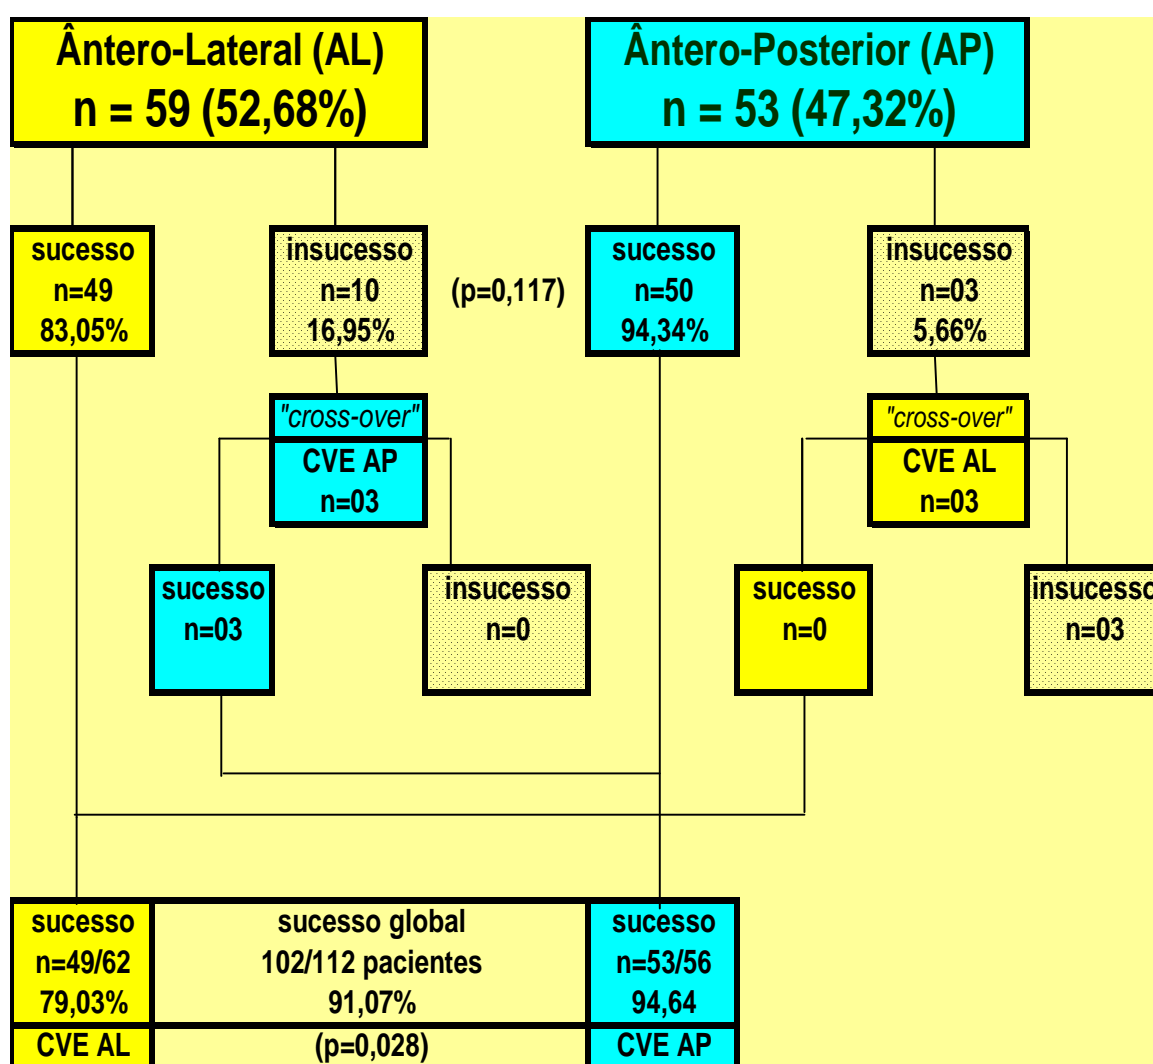 Ântero-Lateral (AL)
n = 59 (52,68%)
Ântero-Posterior (AP)
n = 53 (47,32%)
sucesso
n=49
83,05%
insucesso
n=10
16,95%
(p=0,117)
sucesso
n=50
94,34%
insucesso
n=03
5,66%
"cross-over"
CVE AP
n=03
"cross-over"
CVE AL
n=03
sucesso
n=03
insucesso
n=0
sucesso
n=0
insucesso
n=03
sucesso
n=49/62
79,03%
CVE AL
sucesso global
102/112 pacientes
91,07%
(p=0,028)
sucesso
n=53/56
94,64
CVE AP